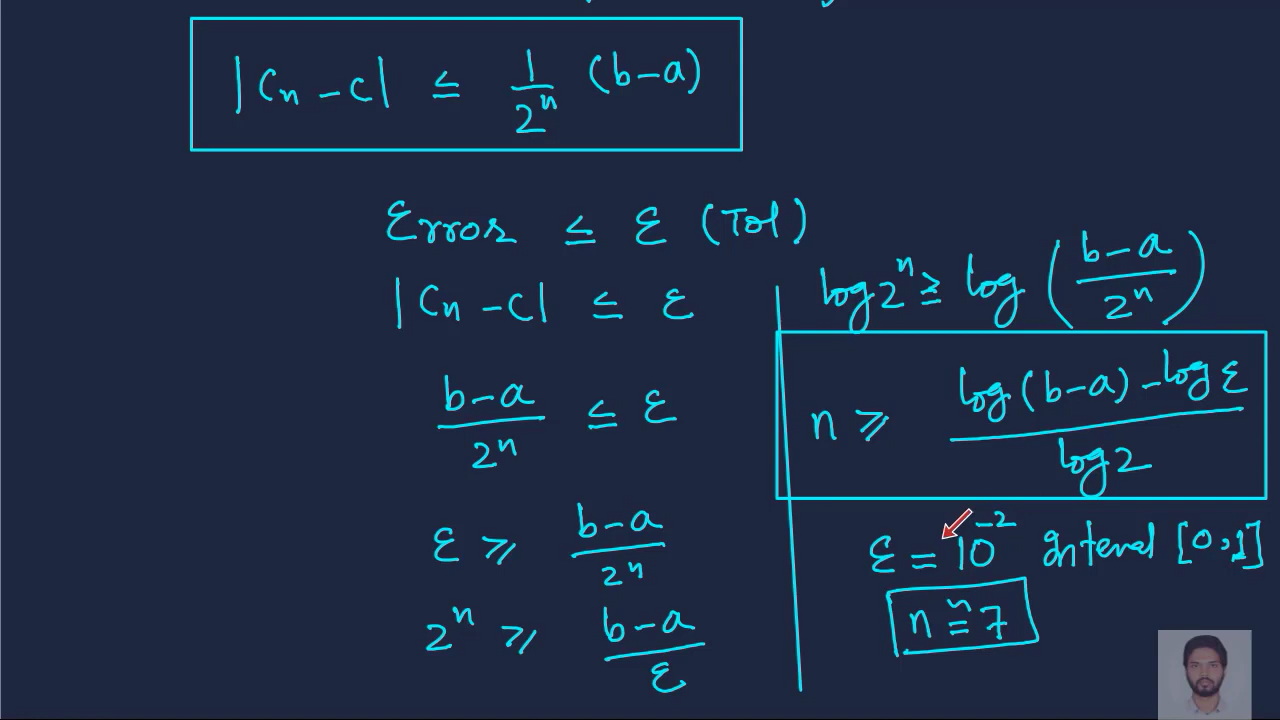 |Cn - c| ≤ 1/2^n (b-a)
Error ≤ ε (Tol)
|Cn - c| ≤ ε
(b-a)/2^n ≤ ε
ε ≥ (b-a)/2^n
2^n ≥ (b-a)/ε
log 2^n ≥ log ((b-a)/2^n)
n ≥ (log(b-a) - log ε)/log 2
ε = 10^-2 Interval [0,1]
n ≅ 7